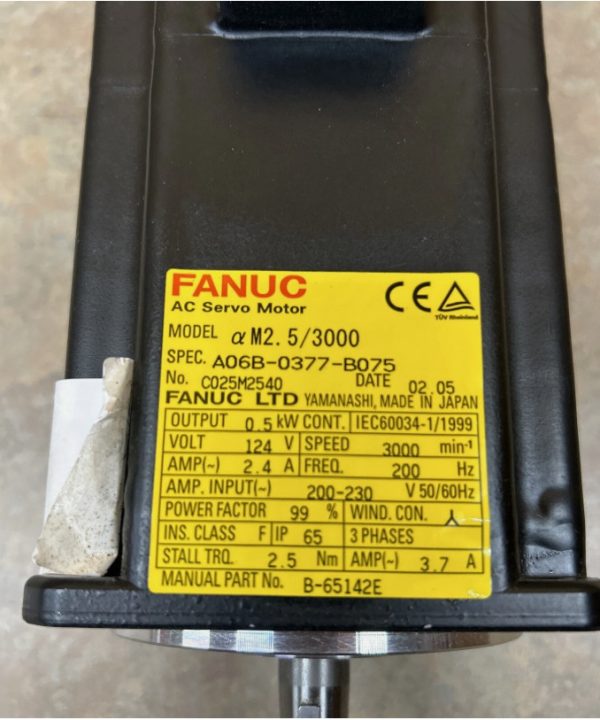 FANUC
AC Servo Motor
CE
TÜV Rheinland
MODEL α M2.5/3000
SPEC. A06B-0377-B075
No. C025M2540 DATE 02.05
FANUC LTD YAMANASHI, MADE IN JAPAN
OUTPUT 0.5 kW CONT. IEC60034-1/1999
VOLT 124 V SPEED 3000 min-1
AMP(~) 2.4 A FREQ. 200 Hz
AMP. INPUT(~) 200-230 V 50/60Hz
POWER FACTOR 99 % WIND. CON.
INS. CLASS F IP 65 3 PHASES
STALL TRQ. 2.5 Nm AMP(~) 3.7 A
MANUAL PART No. B-65142E